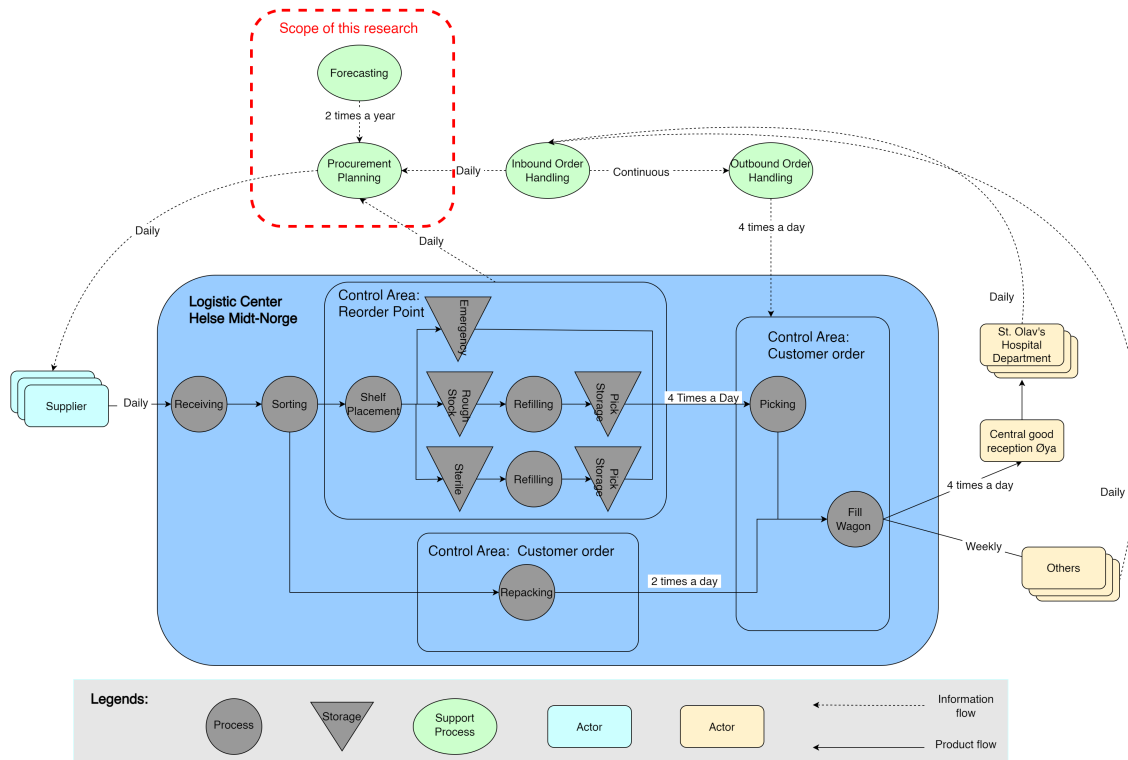 Scope of this research
Forecasting
2 times a year
Procurement
Planning
Daily
Inbound Order
Handling
Continuous
Outbound Order
Handling
Daily
Daily
4 times a day
Logistic Center
Helse Midt-Norge
Control Area:
Reorder Point
Emergency
Control Area:
Customer order
Daily
St. Olav's
Hospital
Department
Supplier
Daily
Receiving
Sorting
Shelf
Placement
Rough
Stock
Refilling
Pick
Storage
4 Times a Day
Picking
Central good
reception Øya
Sterile
Refilling
Pick
Storage
4 times a day
Daily
Fill
Wagon
Weekly
Others
Control Area:  Customer order
Repacking
2 times a day
Legends:
Process
Storage
Support
Process
Actor
Actor
Information
flow
Product flow